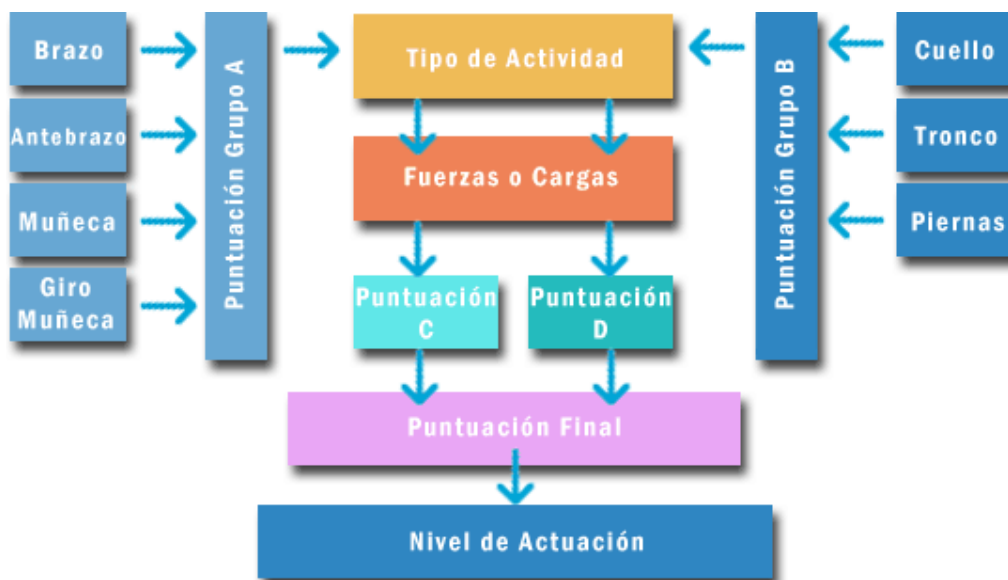 Brazo
Antebrazo
Muñeca
Giro
Muñeca
Puntuación Grupo A
Tipo de Actividad
Fuerzas o Cargas
Puntuación
C
Puntuación
D
Puntuación Final
Nivel de Actuación
Puntuación Grupo B
Cuello
Tronco
Piernas